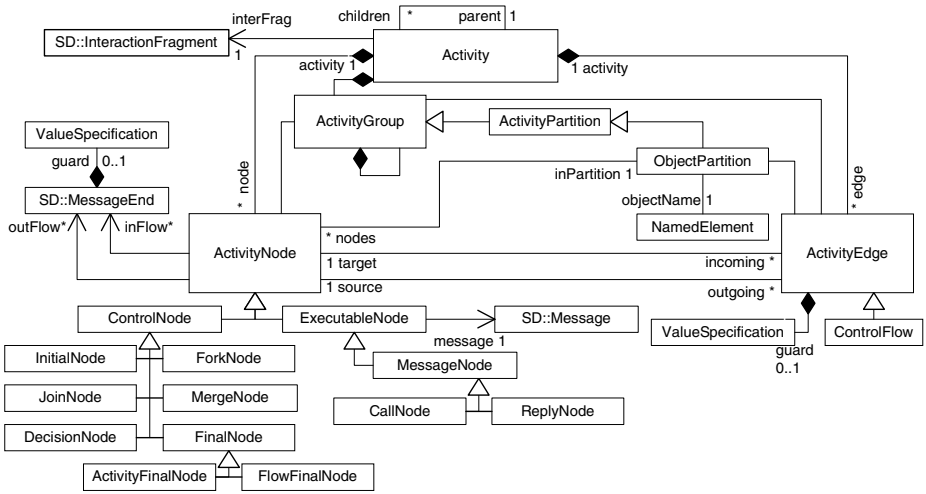 children * parent 1
interFrag
SD::InteractionFragment
1
Activity
activity 1
1 activity
ActivityGroup
ActivityPartition
ValueSpecification
guard 0..1
ObjectPartition
inPartition 1
* node
* edge
SD::MessageEnd
objectName 1
NamedElement
outFlow*
inFlow*
* nodes
ActivityNode
ActivityEdge
1 target
incoming *
1 source
outgoing *
ControlNode
ExecutableNode
SD::Message
message 1
ValueSpecification
ControlFlow
guard
0..1
InitialNode
ForkNode
MessageNode
JoinNode
MergeNode
CallNode
ReplyNode
DecisionNode
FinalNode
ActivityFinalNode
FlowFinalNode